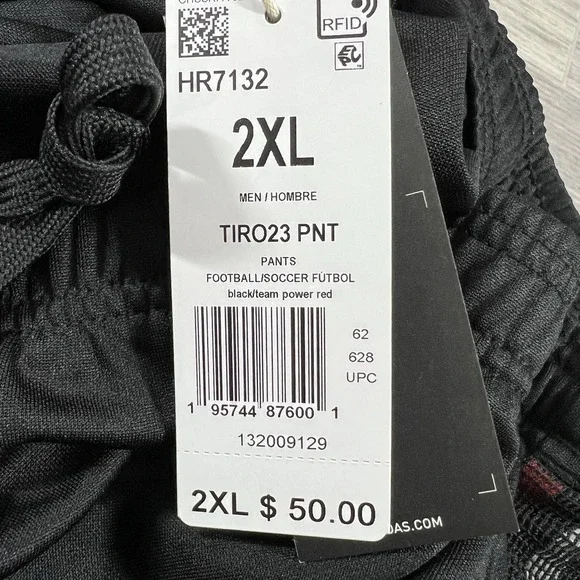 RFID
HR7132
2XL
MEN / HOMBRE
TIRO23 PNT
PANTS
FOOTBALL/SOCCER FÚTBOL
black/team power red
62
628
UPC
1 95744 87600 1
132009129
2XL $ 50.00
DAS.COM